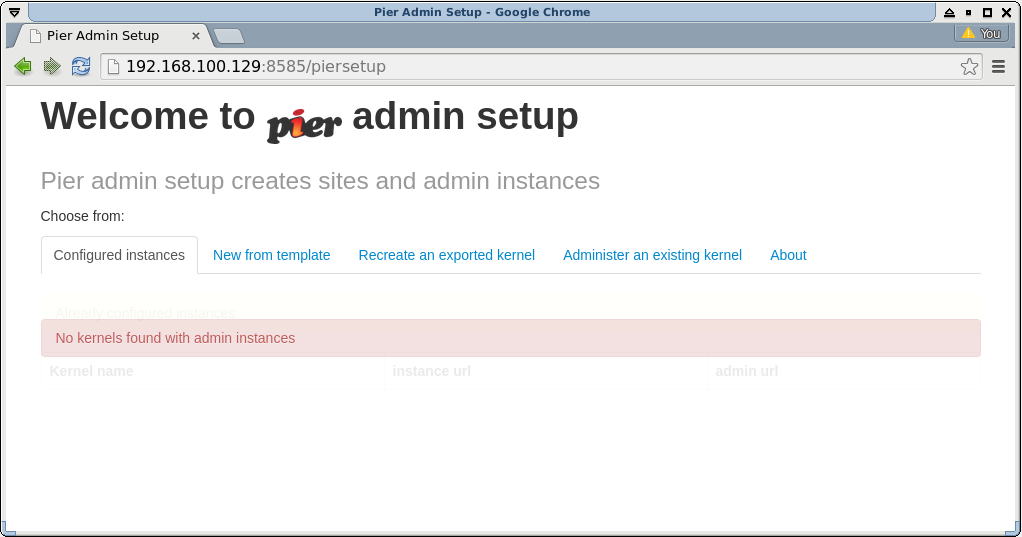 Pier Admin Setup - Google Chrome
Pier Admin Setup
You
192.168.100.129:8585/piersetup
Welcome to pier admin setup
Pier admin setup creates sites and admin instances
Choose from:
Configured instances New from template Recreate an exported kernel Administer an existing kernel About
Already configured instances:
No kernels found with admin instances
Kernel name instance url admin url